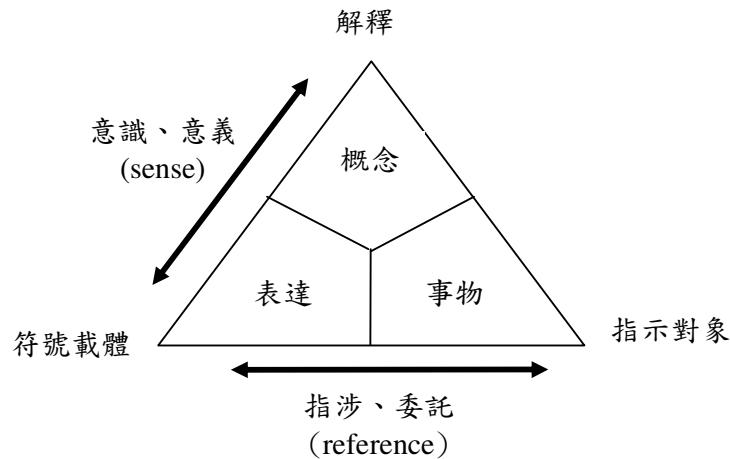 解釋
意識、意義
(sense)
概念
表達
事物
符號載體
指示對象
指涉、委託
（reference）